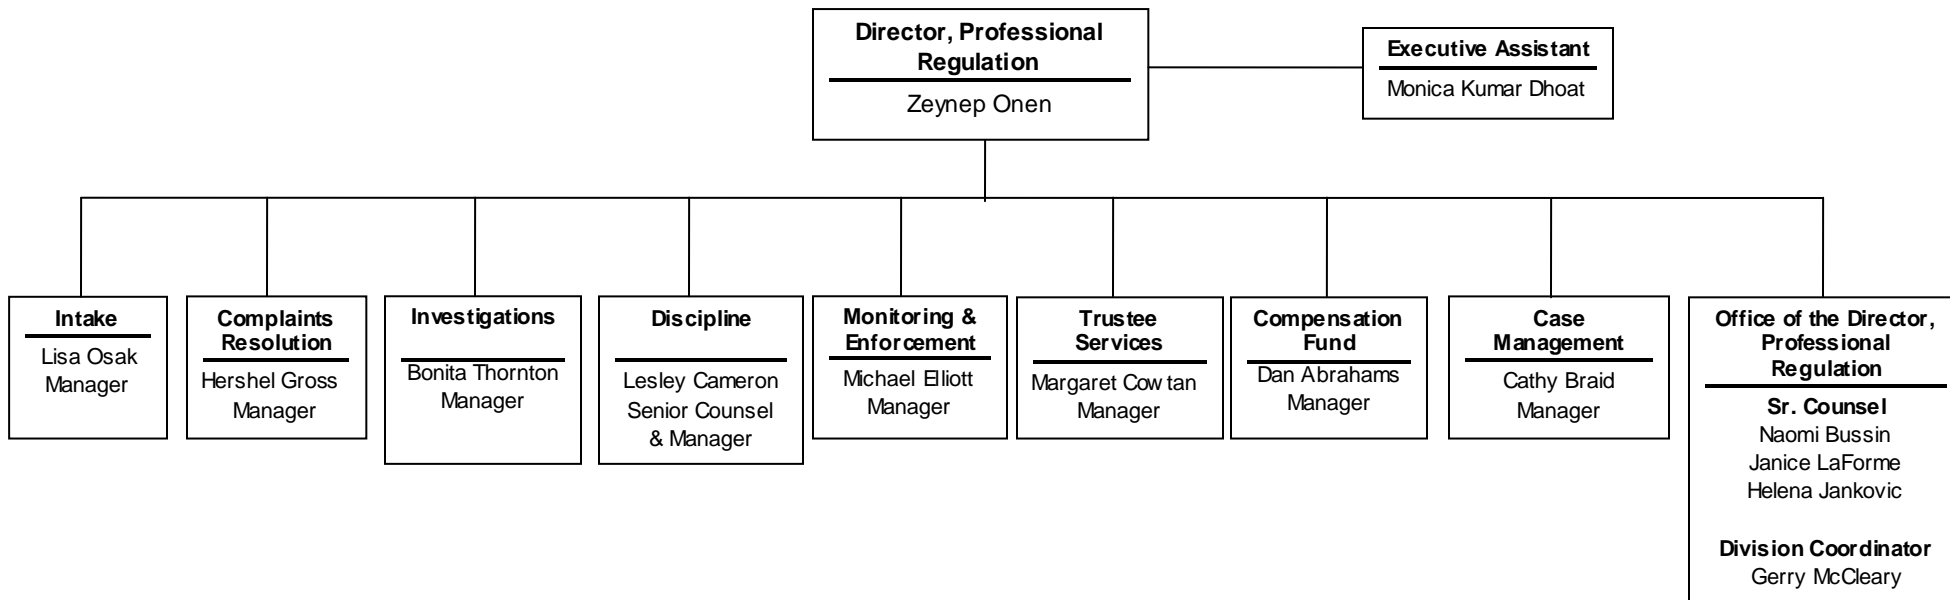 Director, Professional
Regulation
Zeynep Onen
Executive Assistant
Monica Kumar Dhoat
Intake
Lisa Osak
Manager
Complaints
Resolution
Hershel Gross
Manager
Investigations
Bonita Thornton
Manager
Discipline
Lesley Cameron
Senior Counsel
& Manager
Monitoring &
Enforcement
Michael Elliott
Manager
Trustee
Services
Margaret Cowtan
Manager
Compensation
Fund
Dan Abrahams
Manager
Case
Management
Cathy Braid
Manager
Office of the Director,
Professional
Regulation
Sr. Counsel
Naomi Bussin
Janice LaForme
Helena Jankovic
Division Coordinator
Gerry McCleary